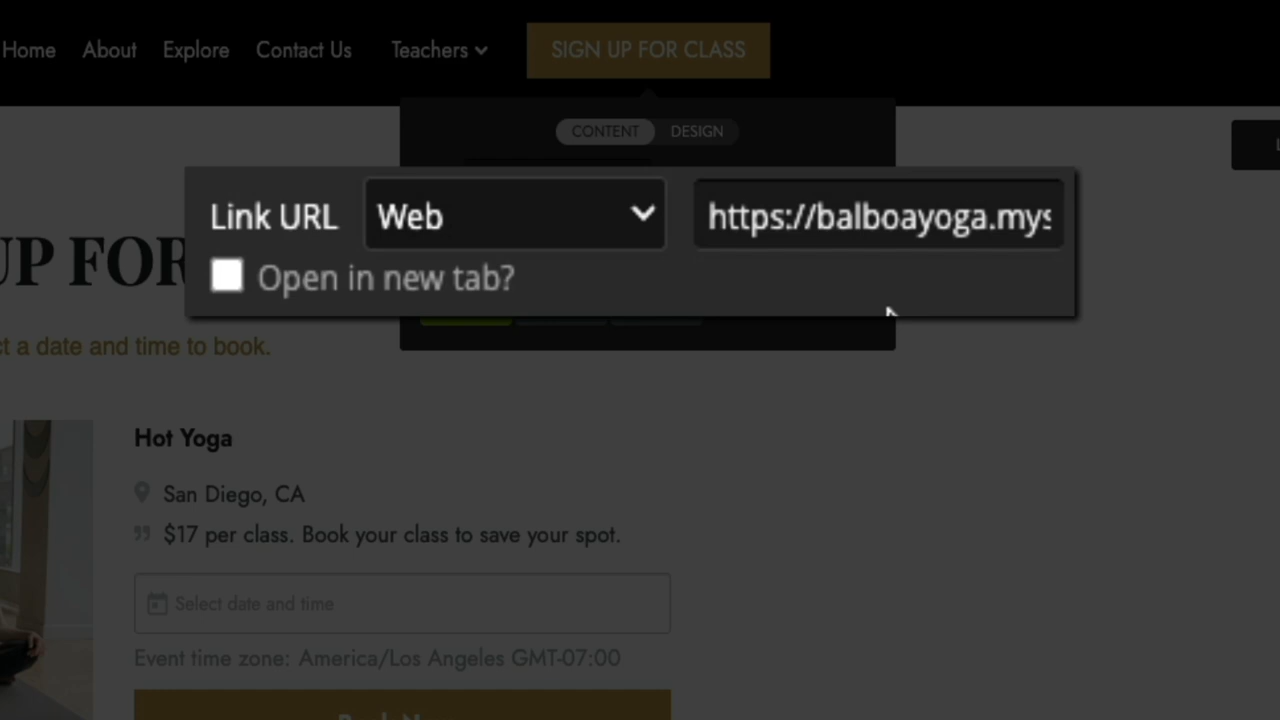 Home About Explore Contact Us Teachers SIGN UP FOR CLASS
CONTENT DESIGN
Link URL Web https://balboayoga.mys
Open in new tab?
UP FOR
a date and time to book.
Hot Yoga
San Diego, CA
$17 per class. Book your class to save your spot.
Select date and time
Event time zone: America/Los Angeles GMT-07:00